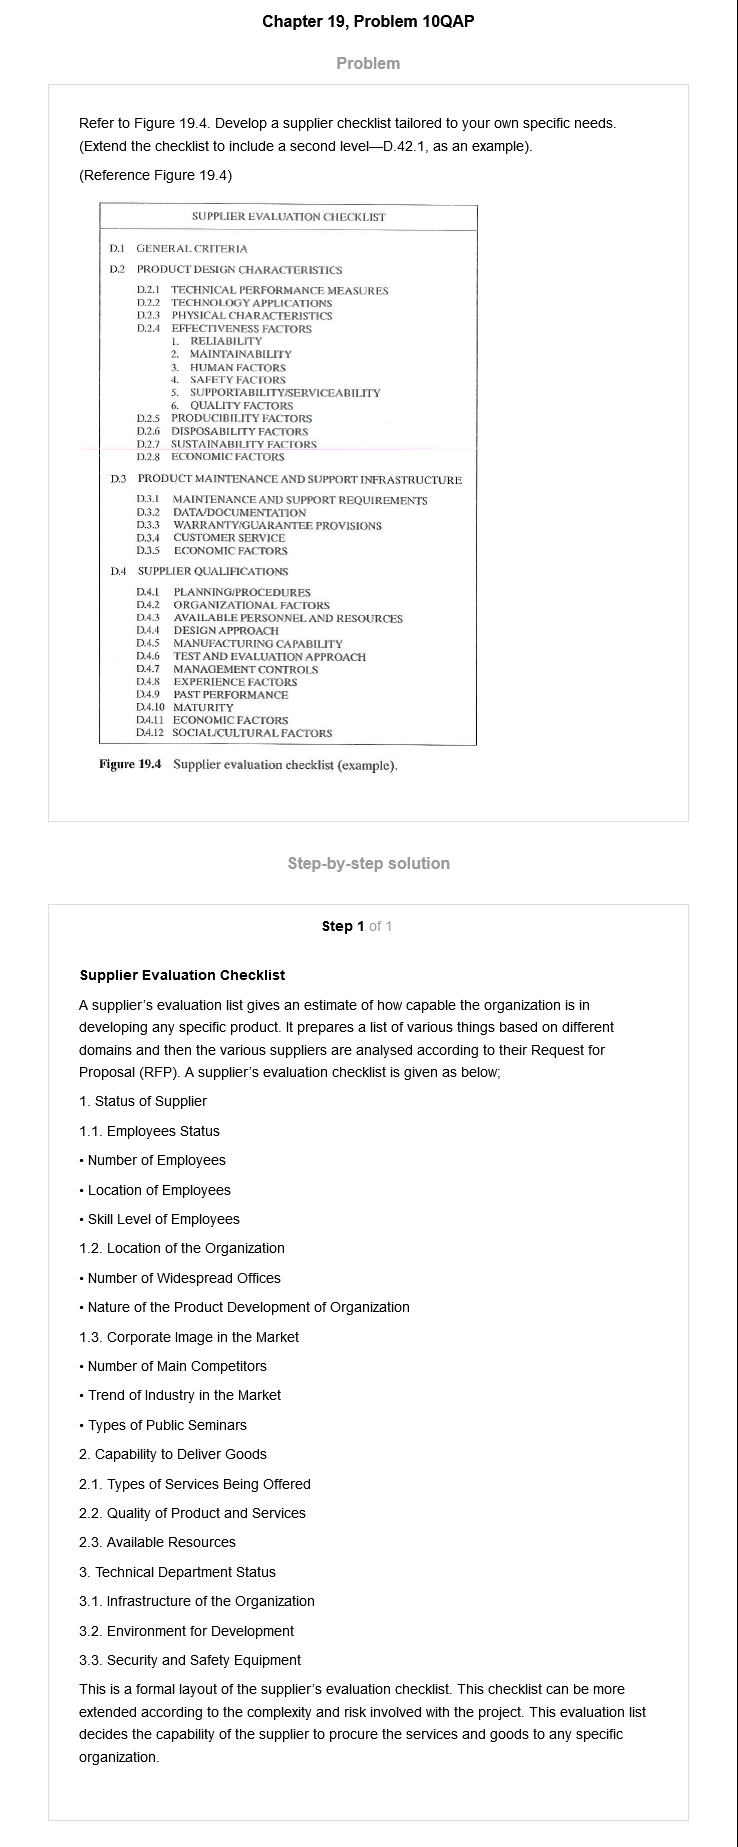 Chapter 19, Problem 10QAP
Problem
Refer to Figure 19.4. Develop a supplier checklist tailored to your own specific needs.
(Extend the checklist to include a second level—D.42.1, as an example).
(Reference Figure 19.4)
SUPPLIER EVALUATION CHECKLIST
D.1 GENERAL CRITERIA
D.2 PRODUCT DESIGN CHARACTERISTICS
D.2.1 TECHNICAL PERFORMANCE MEASURES
D.2.2 TECHNOLOGY APPLICATIONS
D.2.3 PHYSICAL CHARACTERISTICS
D.2.4 EFFECTIVENESS FACTORS
1. RELIABILITY
2. MAINTAINABILITY
3. HUMAN FACTORS
4. SAFETY FACTORS
5. SUPPORTABILITY/SERVICEABILITY
6. QUALITY FACTORS
D.2.5 PRODUCIBILITY FACTORS
D.2.6 DISPOSABILITY FACTORS
D.2.7 SUSTAINABILITY FACTORS
D.2.8 ECONOMIC FACTORS
D.3 PRODUCT MAINTENANCE AND SUPPORT INFRASTRUCTURE
D.3.1 MAINTENANCE AND SUPPORT REQUIREMENTS
D.3.2 DATA/DOCUMENTATION
D.3.3 WARRANTY/GUARANTEE PROVISIONS
D.3.4 CUSTOMER SERVICE
D.3.5 ECONOMIC FACTORS
D.4 SUPPLIER QUALIFICATIONS
D.4.1 PLANNING/PROCEDURES
D.4.2 ORGANIZATIONAL FACTORS
D.4.3 AVAILABLE PERSONNEL AND RESOURCES
D.4.4 DESIGN APPROACH
D.4.5 MANUFACTURING CAPABILITY
D.4.6 TEST AND EVALUATION APPROACH
D.4.7 MANAGEMENT CONTROLS
D.4.8 EXPERIENCE FACTORS
D.4.9 PAST PERFORMANCE
D.4.10 MATURITY
D.4.11 ECONOMIC FACTORS
D.4.12 SOCIAL/CULTURAL FACTORS
Figure 19.4 Supplier evaluation checklist (example).
Step-by-step solution
Step 1 of 1
Supplier Evaluation Checklist
A supplier's evaluation list gives an estimate of how capable the organization is in
developing any specific product. It prepares a list of various things based on different
domains and then the various suppliers are analysed according to their Request for
Proposal (RFP). A supplier's evaluation checklist is given as below;
1. Status of Supplier
1.1. Employees Status
• Number of Employees
• Location of Employees
• Skill Level of Employees
1.2. Location of the Organization
• Number of Widespread Offices
• Nature of the Product Development of Organization
1.3. Corporate Image in the Market
• Number of Main Competitors
• Trend of Industry in the Market
• Types of Public Seminars
2. Capability to Deliver Goods
2.1. Types of Services Being Offered
2.2. Quality of Product and Services
2.3. Available Resources
3. Technical Department Status
3.1. Infrastructure of the Organization
3.2. Environment for Development
3.3. Security and Safety Equipment
This is a formal layout of the supplier's evaluation checklist. This checklist can be more
extended according to the complexity and risk involved with the project. This evaluation list
decides the capability of the supplier to procure the services and goods to any specific
organization.